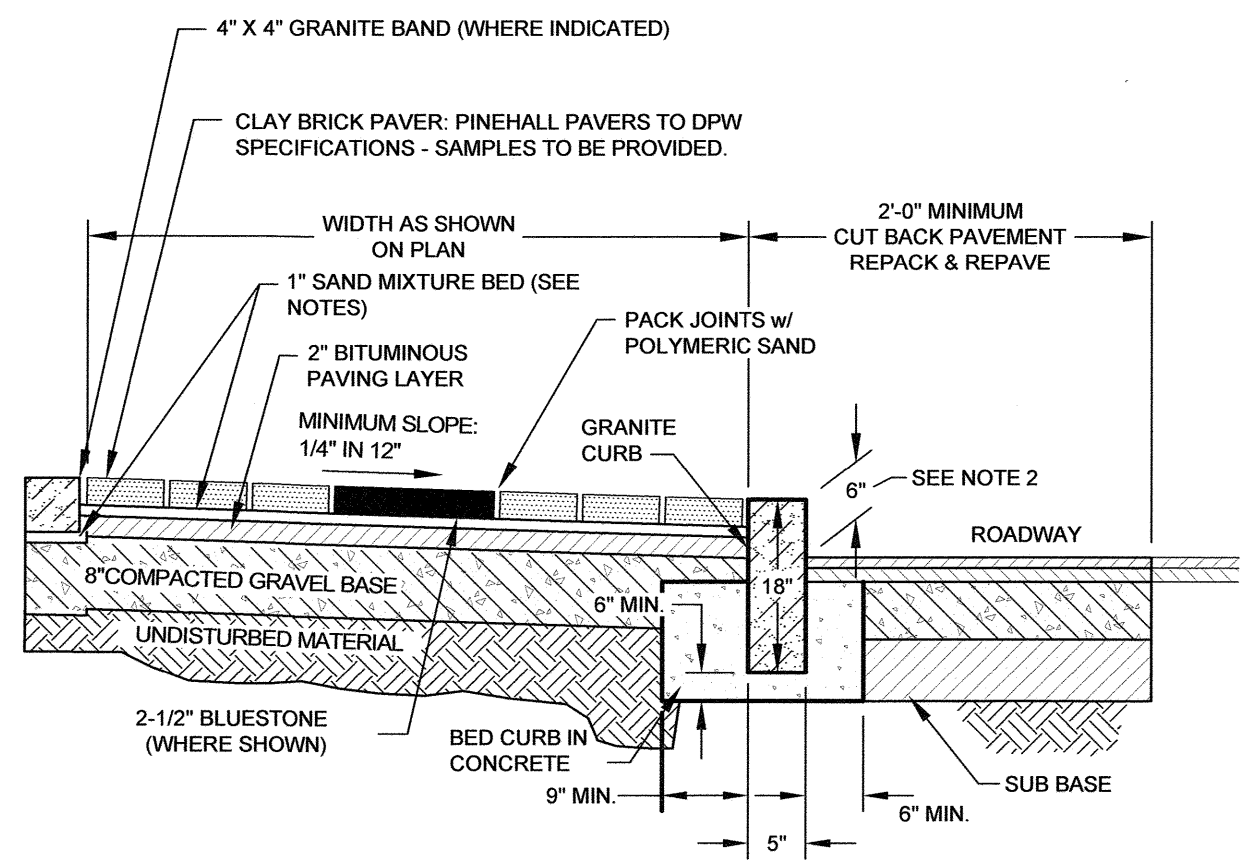 4" X 4" GRANITE BAND (WHERE INDICATED)
CLAY BRICK PAVER: PINEHALL PAVERS TO DPW
SPECIFICATIONS - SAMPLES TO BE PROVIDED.
WIDTH AS SHOWN
ON PLAN
2'-0" MINIMUM
CUT BACK PAVEMENT
REPACK & REPAVE
1" SAND MIXTURE BED (SEE
NOTES)
PACK JOINTS w/
POLYMERIC SAND
2" BITUMINOUS
PAVING LAYER
MINIMUM SLOPE:
1/4" IN 12"
GRANITE
CURB
6"
SEE NOTE 2
ROADWAY
8"COMPACTED GRAVEL BASE
18"
6" MIN.
UNDISTURBED MATERIAL
2-1/2" BLUESTONE
(WHERE SHOWN)
BED CURB IN
CONCRETE
SUB BASE
9" MIN.
6" MIN.
5"